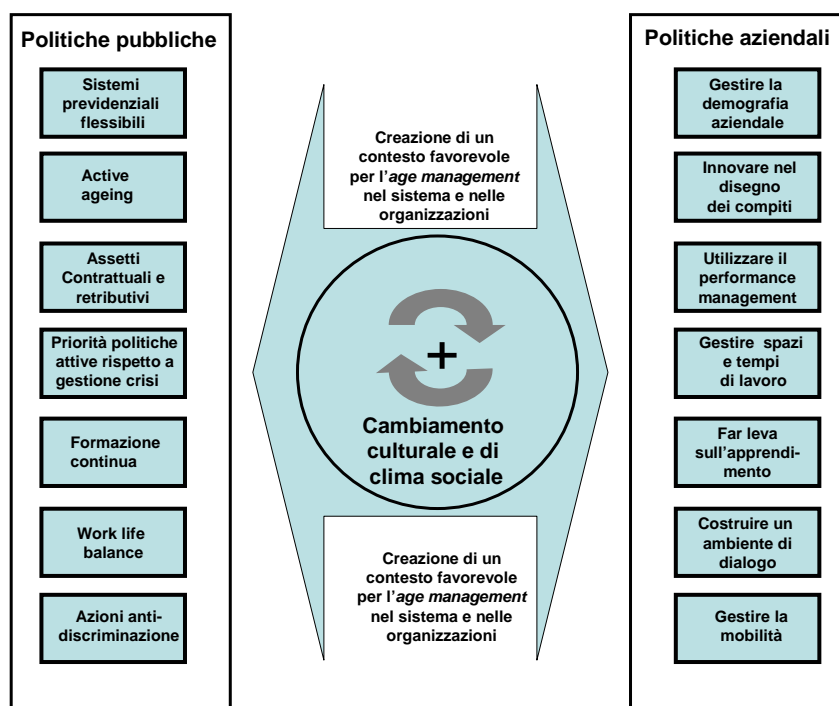 Politiche pubbliche
Sistemi
previdenziali
flessibili
Active
ageing
Assetti
Contrattuali e
retributivi
Priorità politiche
attive rispetto a
gestione crisi
Formazione
continua
Work life
balance
Azioni anti-
discriminazione
Creazione di un
contesto favorevole
per l'age management
nel sistema e nelle
organizzazioni
+
Cambiamento
culturale e di
clima sociale
Creazione di un
contesto favorevole
per l'age management
nel sistema e nelle
organizzazioni
Politiche aziendali
Gestire la
demografia
aziendale
Innovare nel
disegno
dei compiti
Utilizzare il
performance
management
Gestire spazi
e tempi
di lavoro
Far leva
sull'apprendi-
mento
Costruire un
ambiente di
dialogo
Gestire la
mobilità